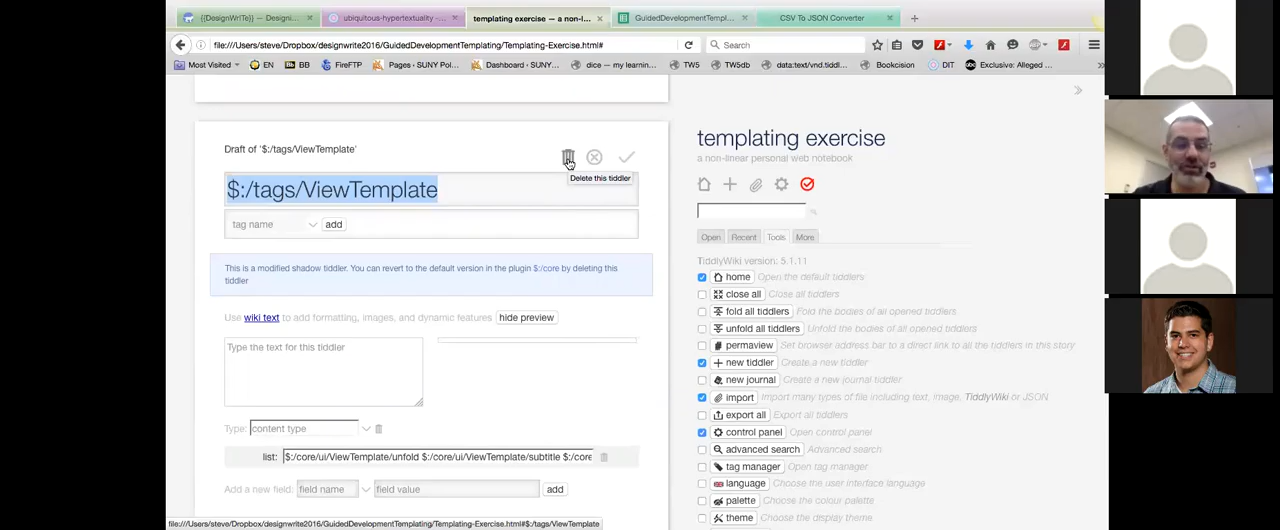 {{DesignWriTe}} — Designi...
ubiquitous-hypertextuality -...
templating exercise — a non-l...
GuidedDevelopmentTempl...
CSV To JSON Converter
file:///Users/steve/Dropbox/designwrite2016/GuidedDevelopmentTemplating/Templating-Exercise.html#
Search
Most Visited
EN
BB
FireFTP
Pages ‹ SUNY Pol...
Dashboard ‹ SUNY...
dice — my learnin...
TW5
TW5db
data:text/vnd.tiddl...
Bookcision
DIT
Exclusive: Alleged ...
Draft of '$:/tags/ViewTemplate'
Delete this tiddler
$:/tags/ViewTemplate
tag name
add
This is a modified shadow tiddler. You can revert to the default version in the plugin $:/core by deleting this
tiddler
Use wiki text to add formatting, images, and dynamic features
hide preview
Type the text for this tiddler
Type:
content type
list:
$:/core/ui/ViewTemplate/unfold $:/core/ui/ViewTemplate/subtitle $:/core
Add a new field:
field name
field value
add
file:///Users/steve/Dropbox/designwrite2016/GuidedDevelopmentTemplating/Templating-Exercise.html#$:/tags/ViewTemplate
templating exercise
a non-linear personal web notebook
Open
Recent
Tools
More
TiddlyWiki version: 5.1.11
home Open the default tiddlers
close all Close all tiddlers
fold all tiddlers Fold the bodies of all opened tiddlers
unfold all tiddlers Unfold the bodies of all opened tiddlers
permaview Set browser address bar to a direct link to all the tiddlers in this story
new tiddler Create a new tiddler
new journal Create a new journal tiddler
import Import many types of file including text, image, TiddlyWiki or JSON
export all Export all tiddlers
control panel Open control panel
advanced search Advanced search
tag manager Open tag manager
language Choose the user interface language
palette Choose the colour palette
theme Choose the display theme